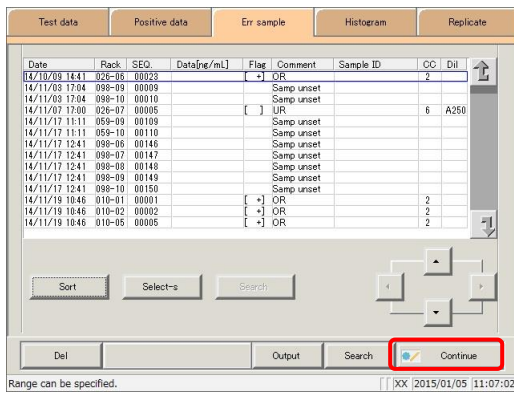 Test data Positive data Err sample Histogram Replicate
Date Rack SEQ. Data[ng/mL] Flag Comment Sample ID CC Dil
14/10/09 14:41 026-06 00023 [ +] OR 2
14/11/03 17:04 098-09 00009 Samp unset
14/11/03 17:04 098-10 00010 Samp unset
14/11/07 17:00 026-07 00005 [ ] UR 6 A250
14/11/17 11:11 059-09 00109 Samp unset
14/11/17 11:11 059-10 00110 Samp unset
14/11/17 12:41 098-06 00146 Samp unset
14/11/17 12:41 098-07 00147 Samp unset
14/11/17 12:41 098-08 00148 Samp unset
14/11/17 12:41 098-09 00149 Samp unset
14/11/17 12:41 098-10 00150 Samp unset
14/11/19 10:46 010-01 00001 [ +] OR 2
14/11/19 10:46 010-02 00002 [ +] OR 2
14/11/19 10:46 010-05 00005 [ +] OR 2
Sort Select-s Search
Del Output Search Continue
Range can be specified. XX 2015/01/05 11:07:02